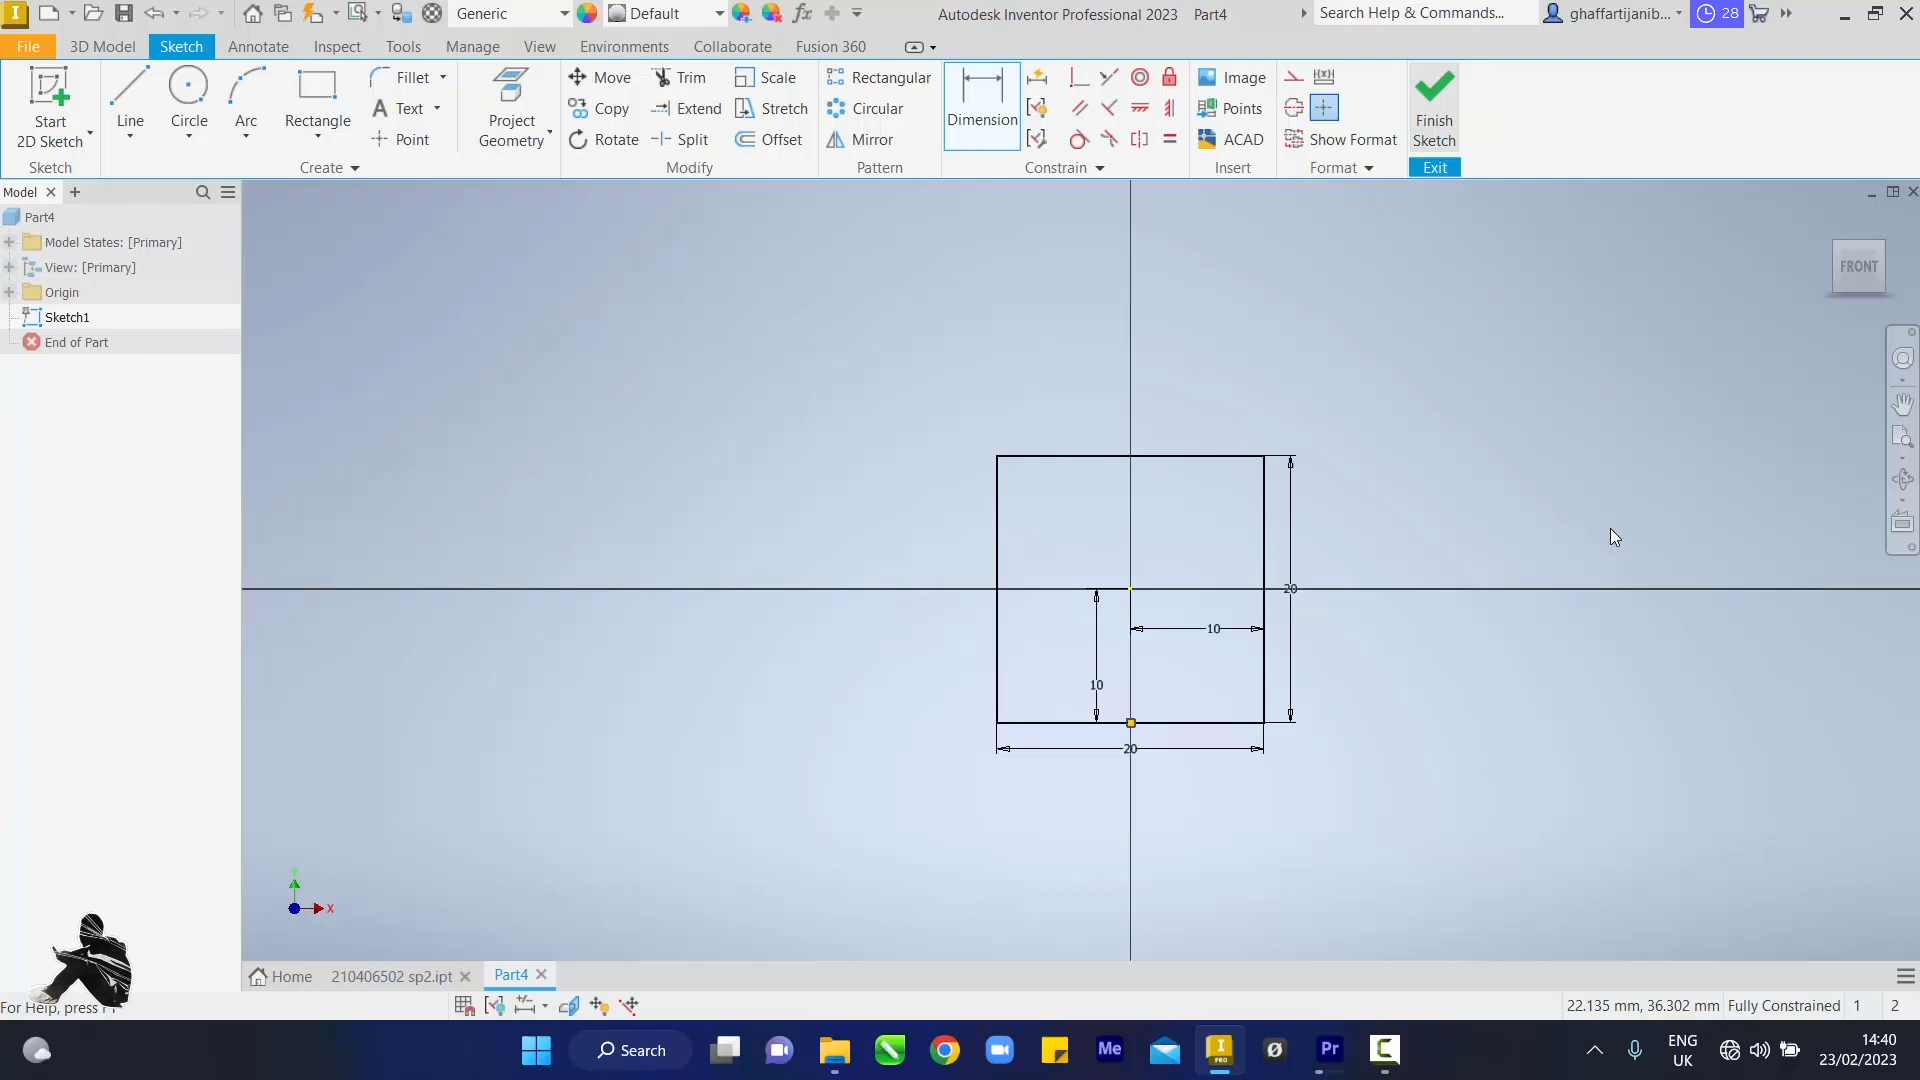 Generic
Default
Autodesk Inventor Professional 2023 Part4
Search Help & Commands...
ghaffartijanib...
28
File 3D Model Sketch Annotate Inspect Tools Manage View Environments Collaborate Fusion 360
Start
2D Sketch
Line
Circle
Arc
Rectangle
Fillet
Text
Point
Project
Geometry
Move
Copy
Rotate
Trim
Extend
Split
Scale
Stretch
Offset
Rectangular
Circular
Mirror
Dimension
Image
Points
ACAD
Show Format
Finish
Sketch
Sketch Create Modify Pattern Constrain Insert Format Exit
Model
Part4
Model States: [Primary]
View: [Primary]
Origin
Sketch1
End of Part
FRONT
20
10
10
20
Y
X
Home 210406502 sp2.ipt Part4
For Help, press F1
22.135 mm, 36.302 mm Fully Constrained 1 2
Search
Me
PRO
Pr
C
ENG
UK
14:40
23/02/2023